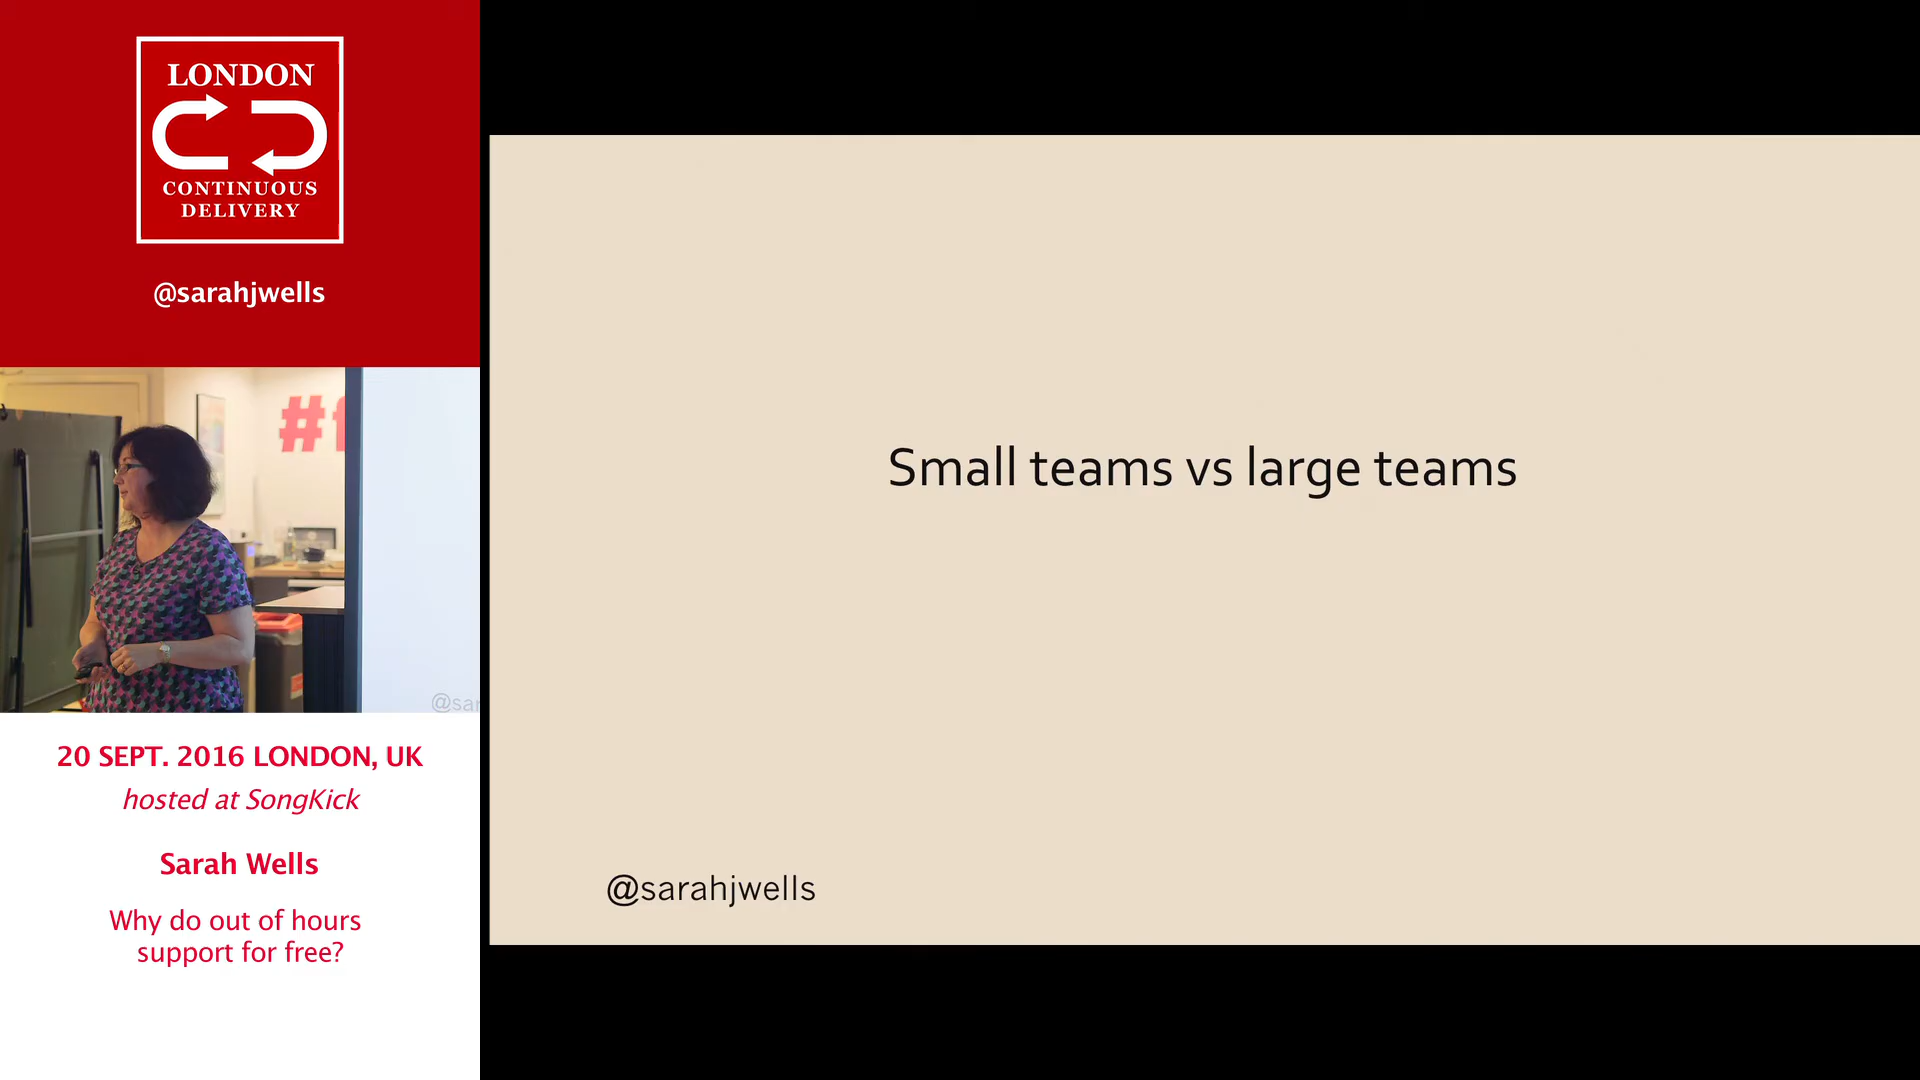 LONDON
CONTINUOUS
DELIVERY
@sarahjwells
#f
@sar
20 SEPT. 2016 LONDON, UK
hosted at SongKick
Sarah Wells
Why do out of hours
support for free?
Small teams vs large teams
@sarahjwells